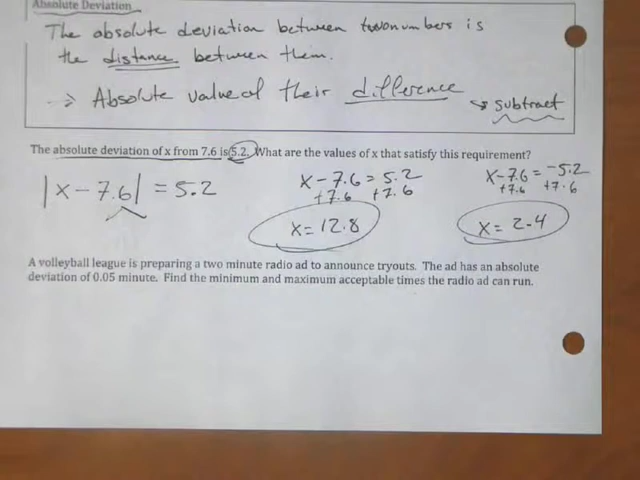 Absolute Deviation
The absolute deviation between two numbers is
the distance between them.
→ Absolute value of their difference → subtract
The absolute deviation of x from 7.6 is 5.2. What are the values of x that satisfy this requirement?
|x - 7.6| = 5.2
x - 7.6 = 5.2
+7.6 +7.6
x = 12.8
x - 7.6 = -5.2
+7.6 +7.6
x = 2.4
A volleyball league is preparing a two minute radio ad to announce tryouts. The ad has an absolute
deviation of 0.05 minute. Find the minimum and maximum acceptable times the radio ad can run.